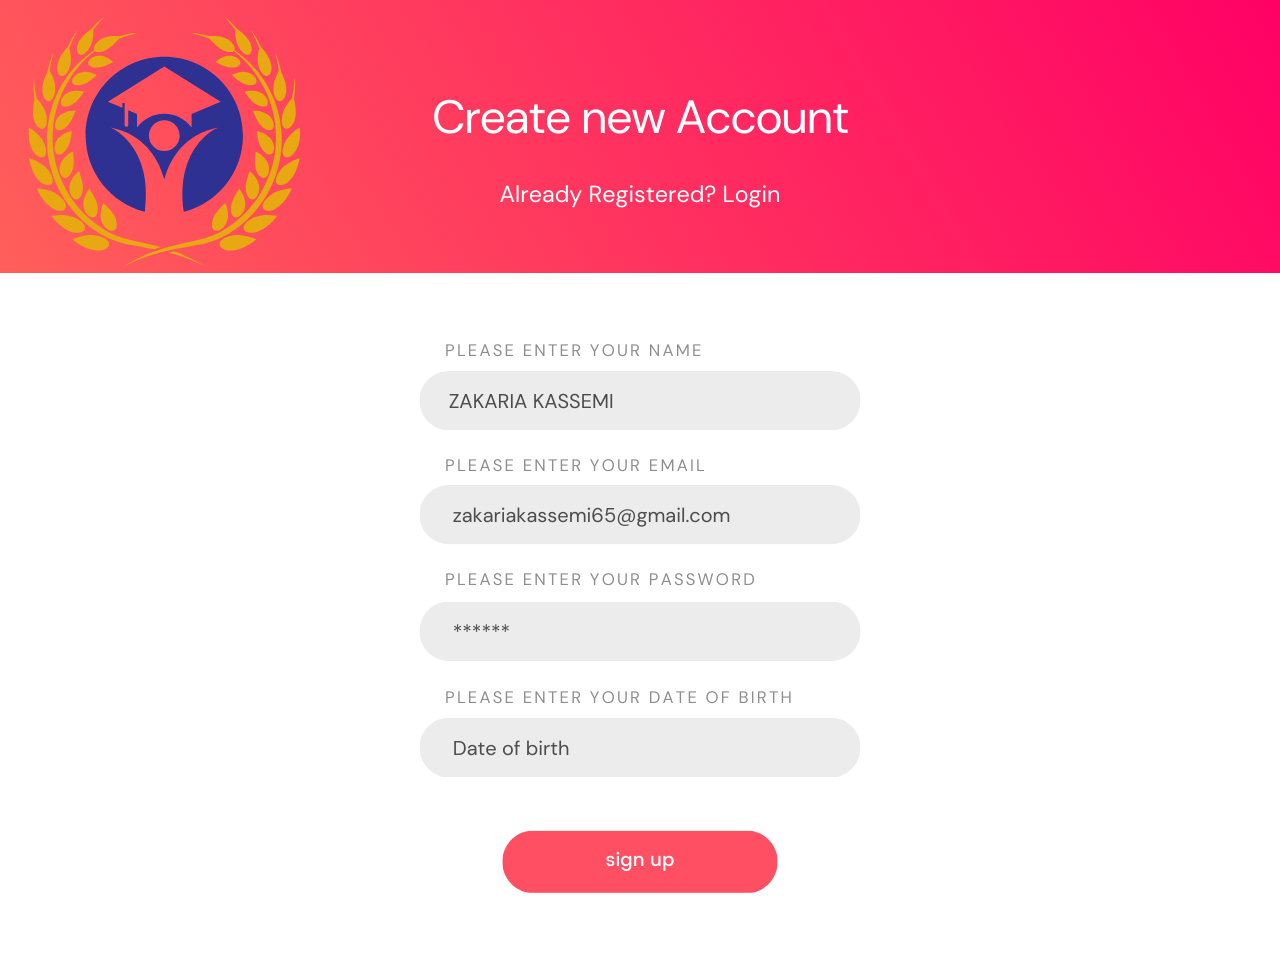 Create new Account
Already Registered? Login
PLEASE ENTER YOUR NAME
ZAKARIA KASSEMI
PLEASE ENTER YOUR EMAIL
zakariakassemi65@gmail.com
PLEASE ENTER YOUR PASSWORD
******
PLEASE ENTER YOUR DATE OF BIRTH
Date of birth
sign up